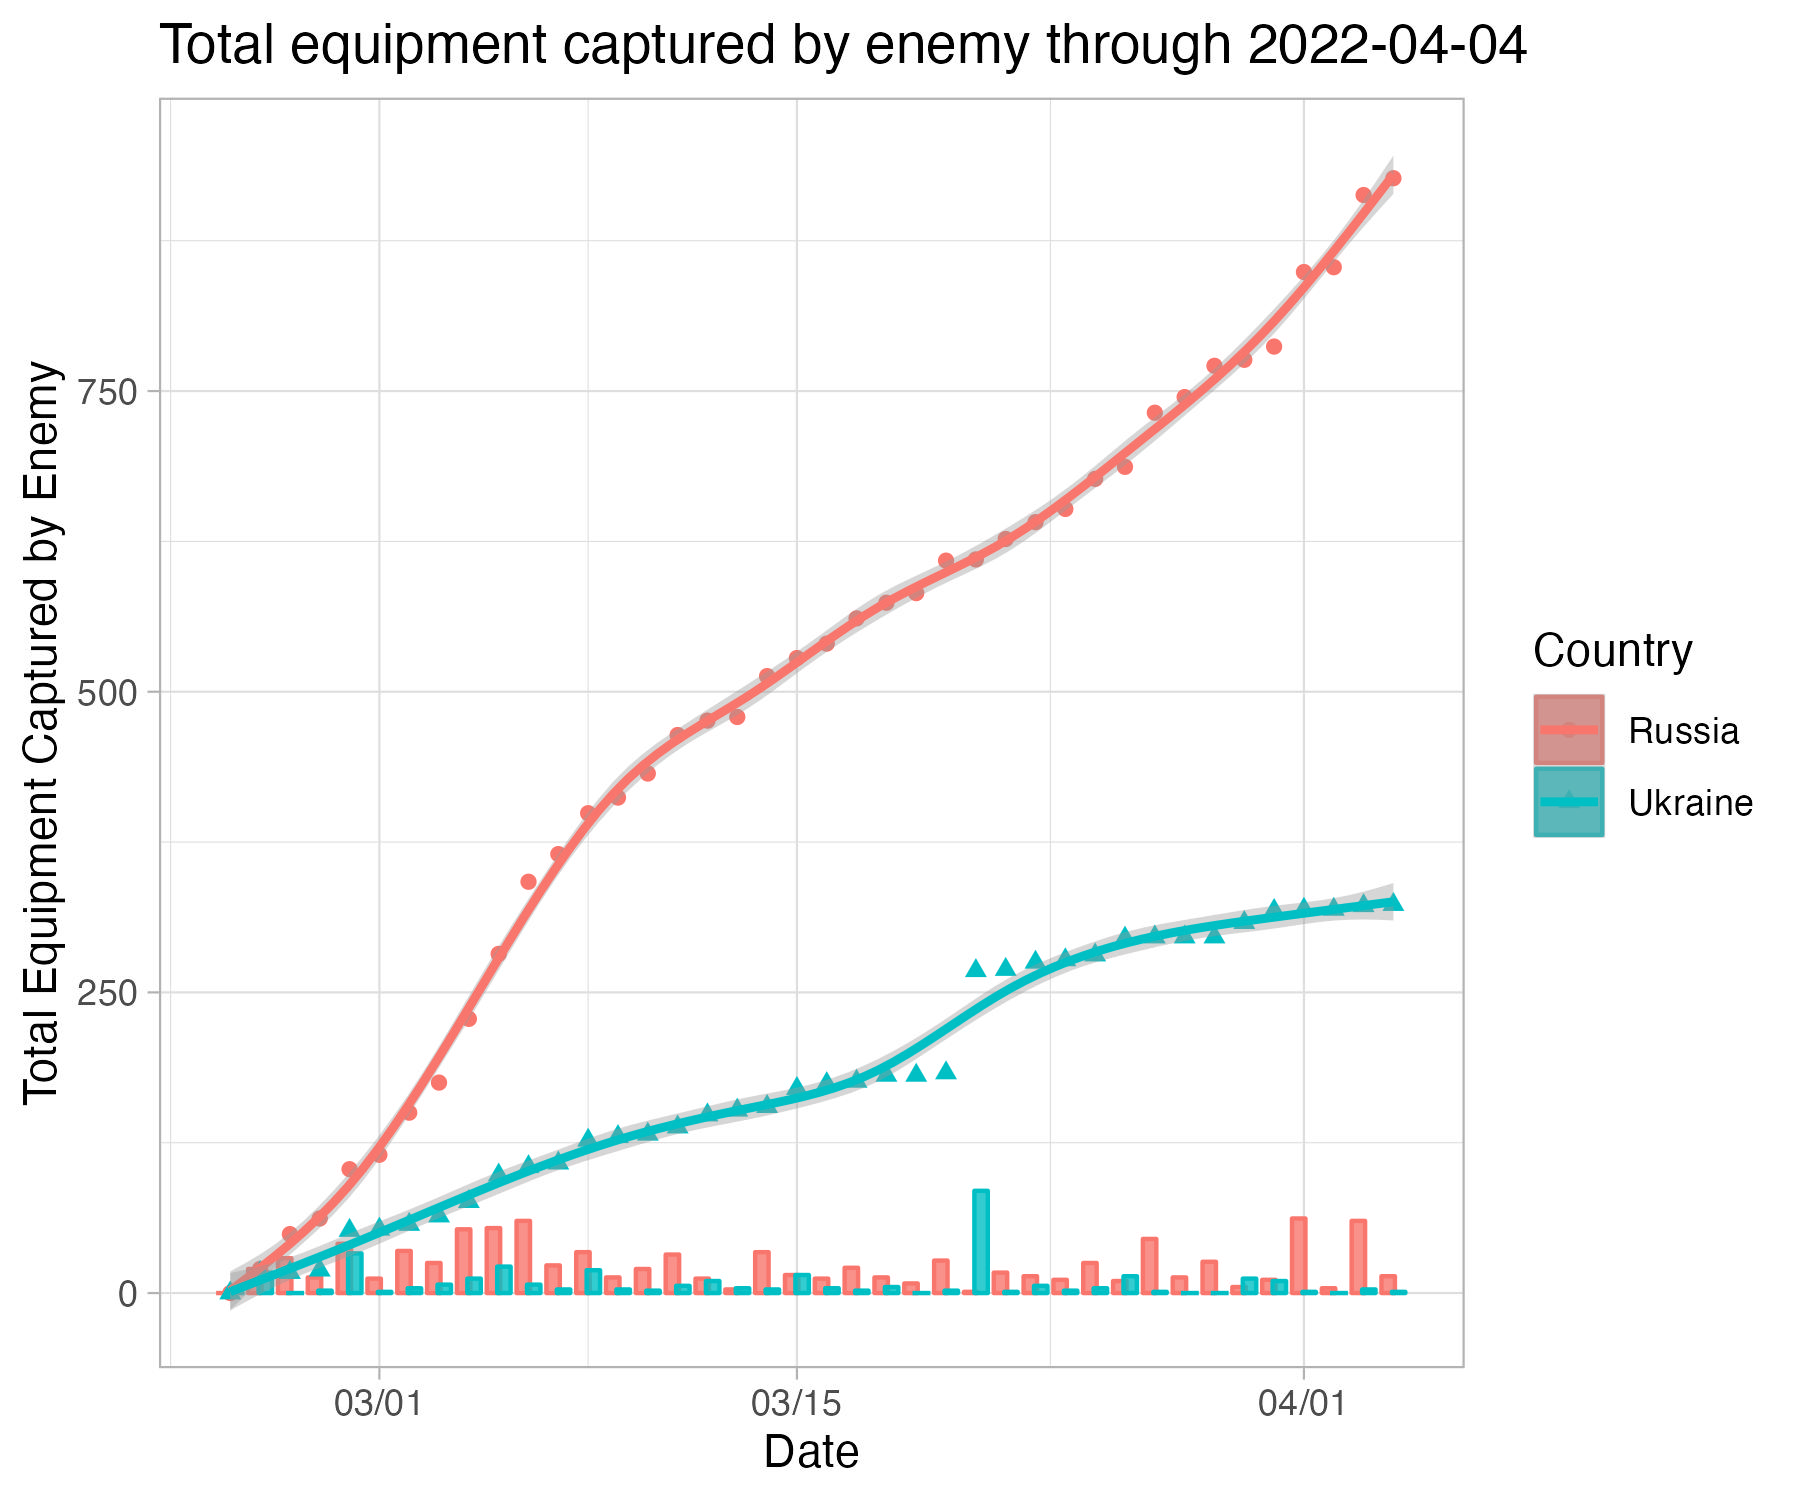 Total equipment captured by enemy through 2022-04-04
Total Equipment Captured by Enemy
750
500
250
0
03/01
03/15
04/01
Date
Country
Russia
Ukraine